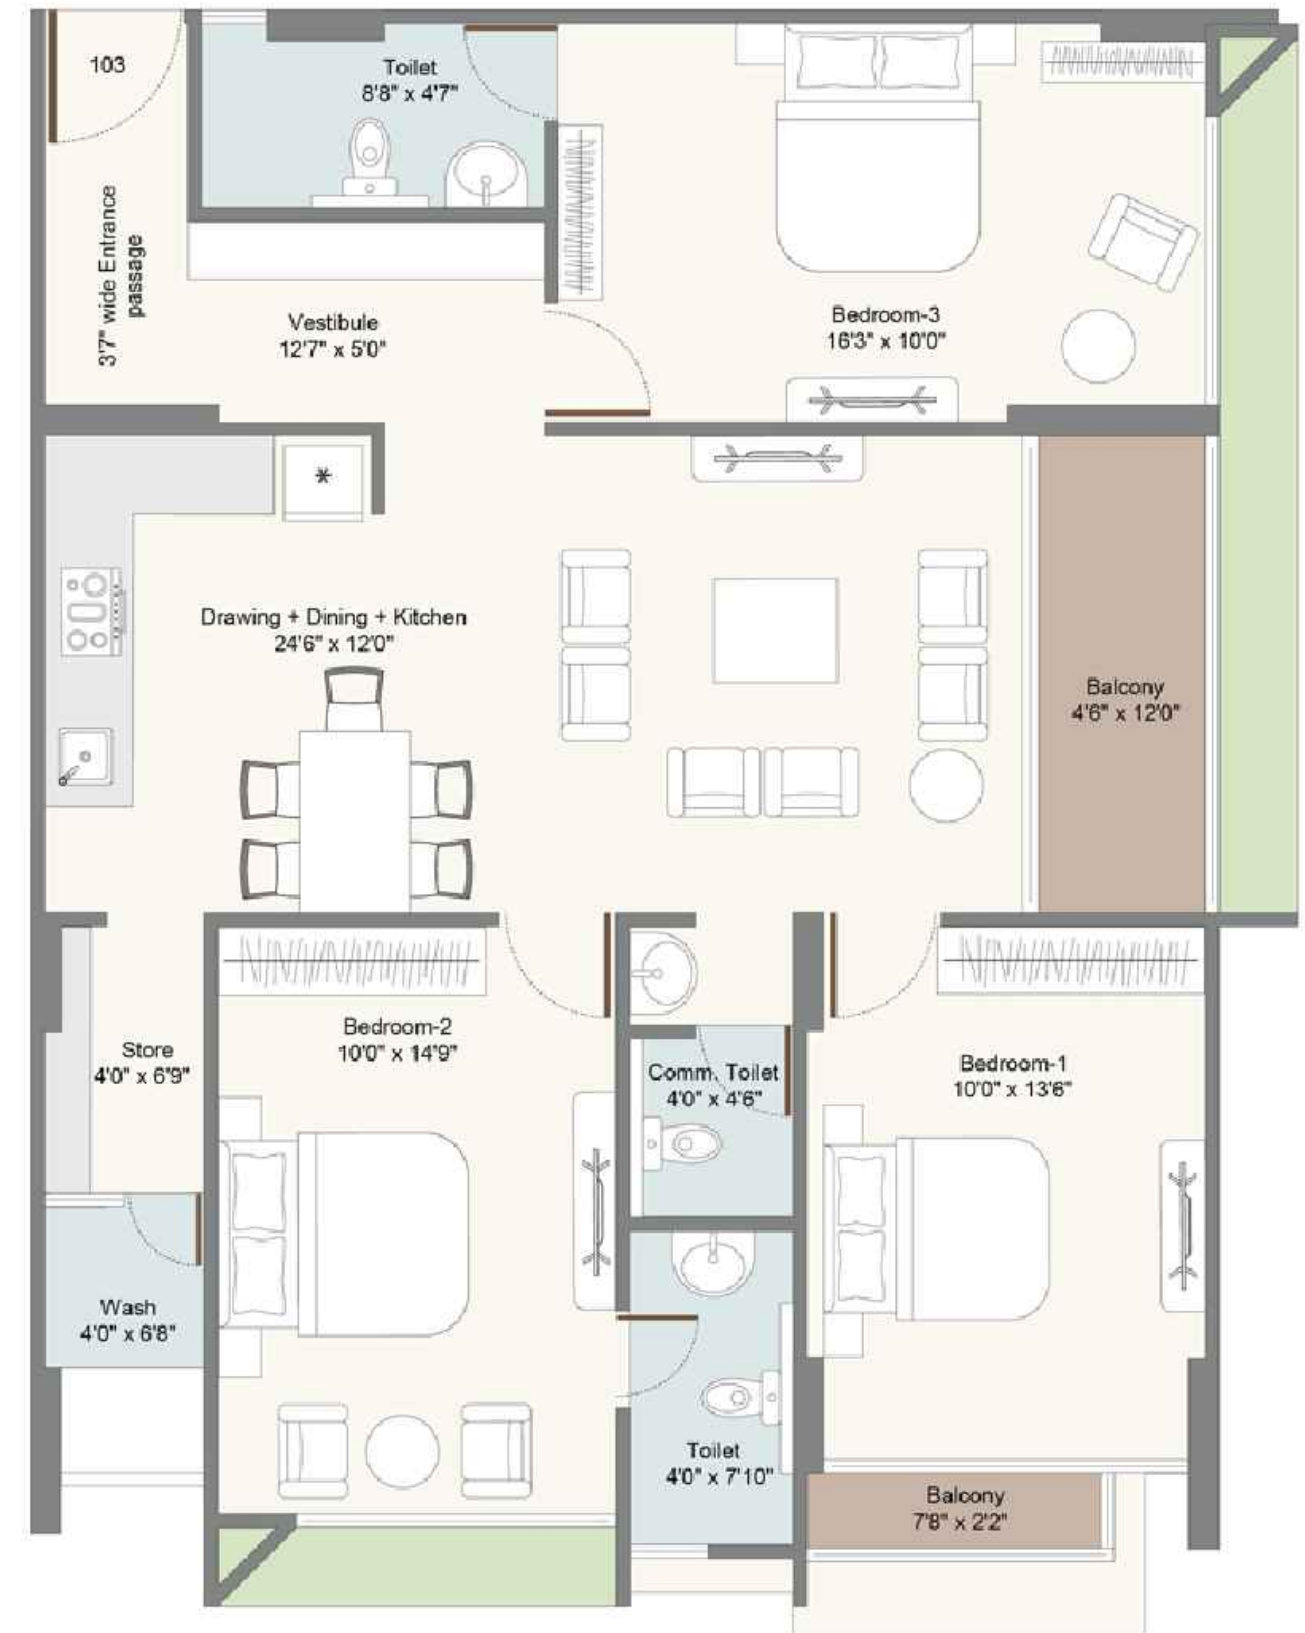 103
Toilet
8'8" x 4'7"
3'7" wide Entrance
passage
Vestibule
12'7" x 5'0"
Bedroom-3
16'3" x 10'0"
*
Drawing + Dining + Kitchen
24'6" x 12'0"
Balcony
4'6" x 12'0"
Bedroom-2
10'0" x 14'9"
Store
4'0" x 6'9"
Comm. Toilet
4'0" x 4'6"
Bedroom-1
10'0" x 13'6"
Wash
4'0" x 6'8"
Toilet
4'0" x 7'10"
Balcony
7'8" x 2'2"